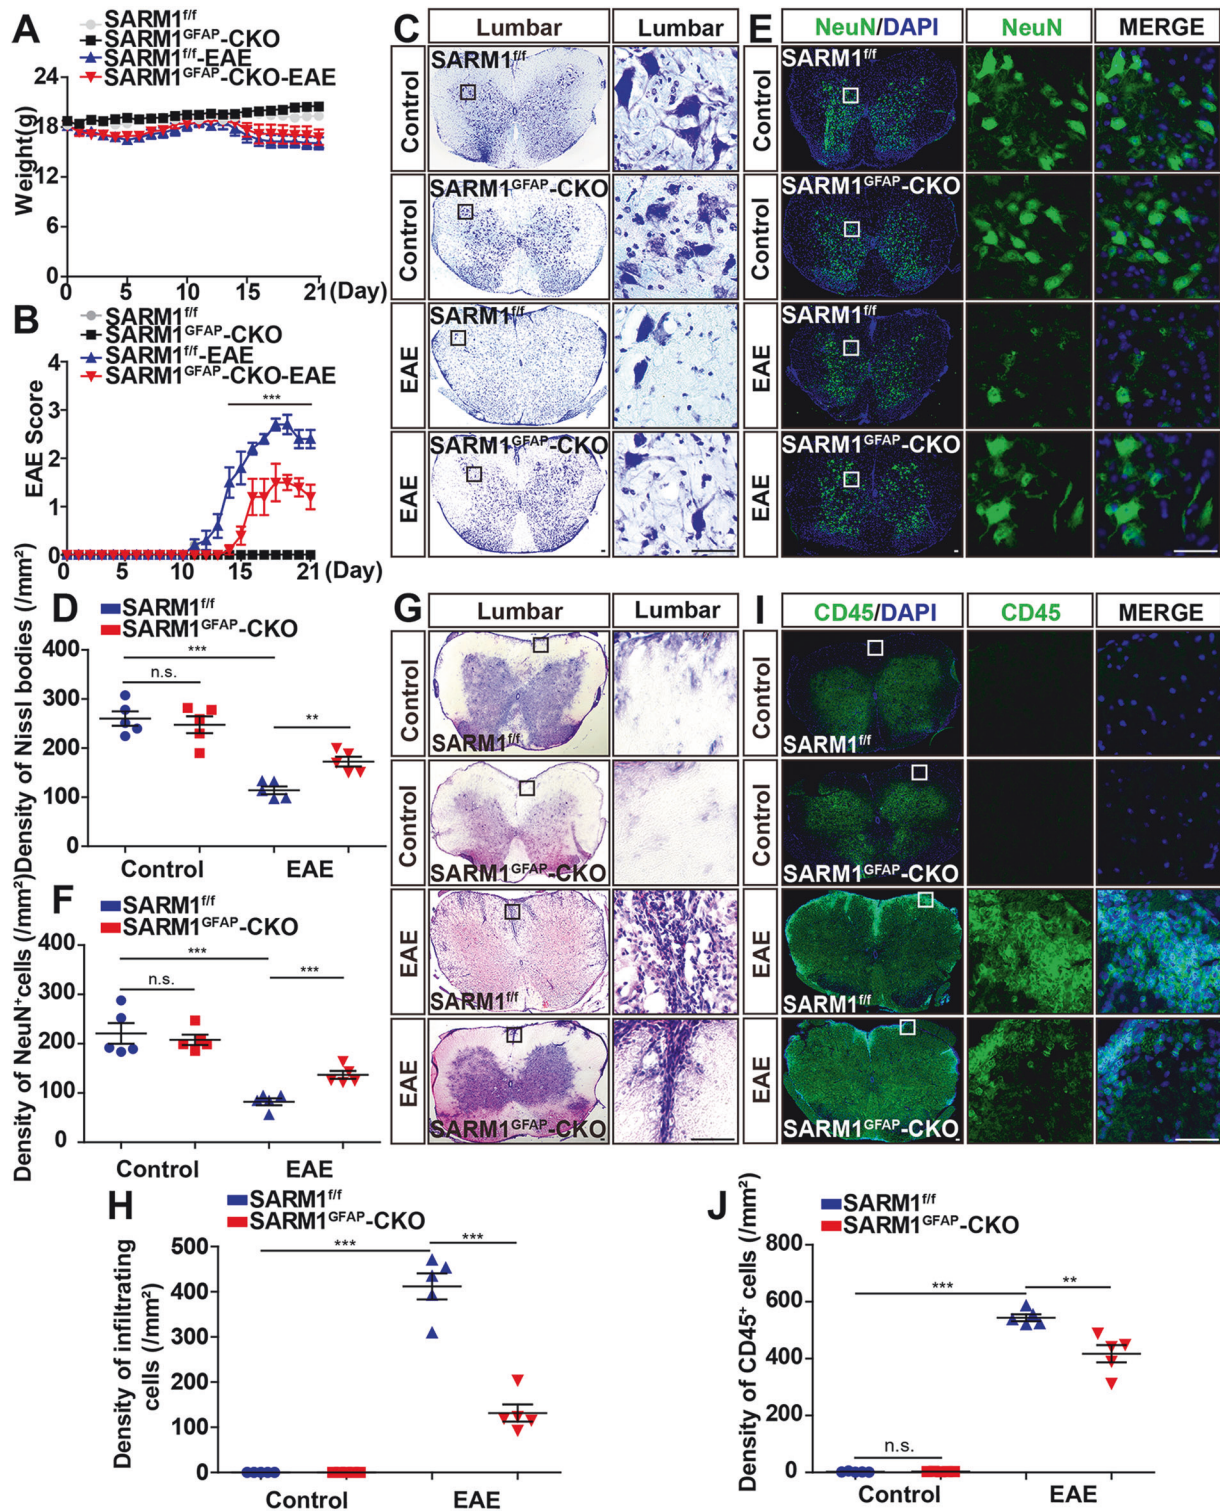 A
SARM1f/f
SARM1GFAP-CKO
SARM1f/f-EAE
SARM1GFAP-CKO-EAE
Weight(g)
24
18
12
6
0
0 5 10 15 21 (Day)
B
SARM1f/f
SARM1GFAP-CKO
SARM1f/f-EAE
SARM1GFAP-CKO-EAE
EAE Score
4
3
2
1
0
***
0 5 10 15 21 (Day)
C
Lumbar Lumbar
Control
SARM1f/f
Control
SARM1GFAP-CKO
EAE
SARM1f/f
EAE
SARM1GFAP-CKO
E
NeuN/DAPI NeuN MERGE
Control
SARM1f/f
Control
SARM1GFAP-CKO
EAE
SARM1f/f
EAE
SARM1GFAP-CKO
D
SARM1f/f
SARM1GFAP-CKO
Density of Nissl bodies (/mm²)
400
300
200
100
0
***
n.s.
**
Control EAE
F
SARM1f/f
SARM1GFAP-CKO
Density of NeuN+cells (/mm²)
400
300
200
100
0
***
n.s.
***
Control EAE
G
Lumbar Lumbar
Control
SARM1f/f
Control
SARM1GFAP-CKO
EAE
SARM1f/f
EAE
SARM1GFAP-CKO
I
CD45/DAPI CD45 MERGE
Control
SARM1f/f
Control
SARM1GFAP-CKO
EAE
SARM1f/f
EAE
SARM1GFAP-CKO
H
SARM1f/f
SARM1GFAP-CKO
Density of infiltrating
cells (/mm²)
500
400
300
200
100
0
***
***
Control EAE
J
SARM1f/f
SARM1GFAP-CKO
Density of CD45+ cells (/mm²)
800
600
400
200
0
***
**
n.s.
Control EAE